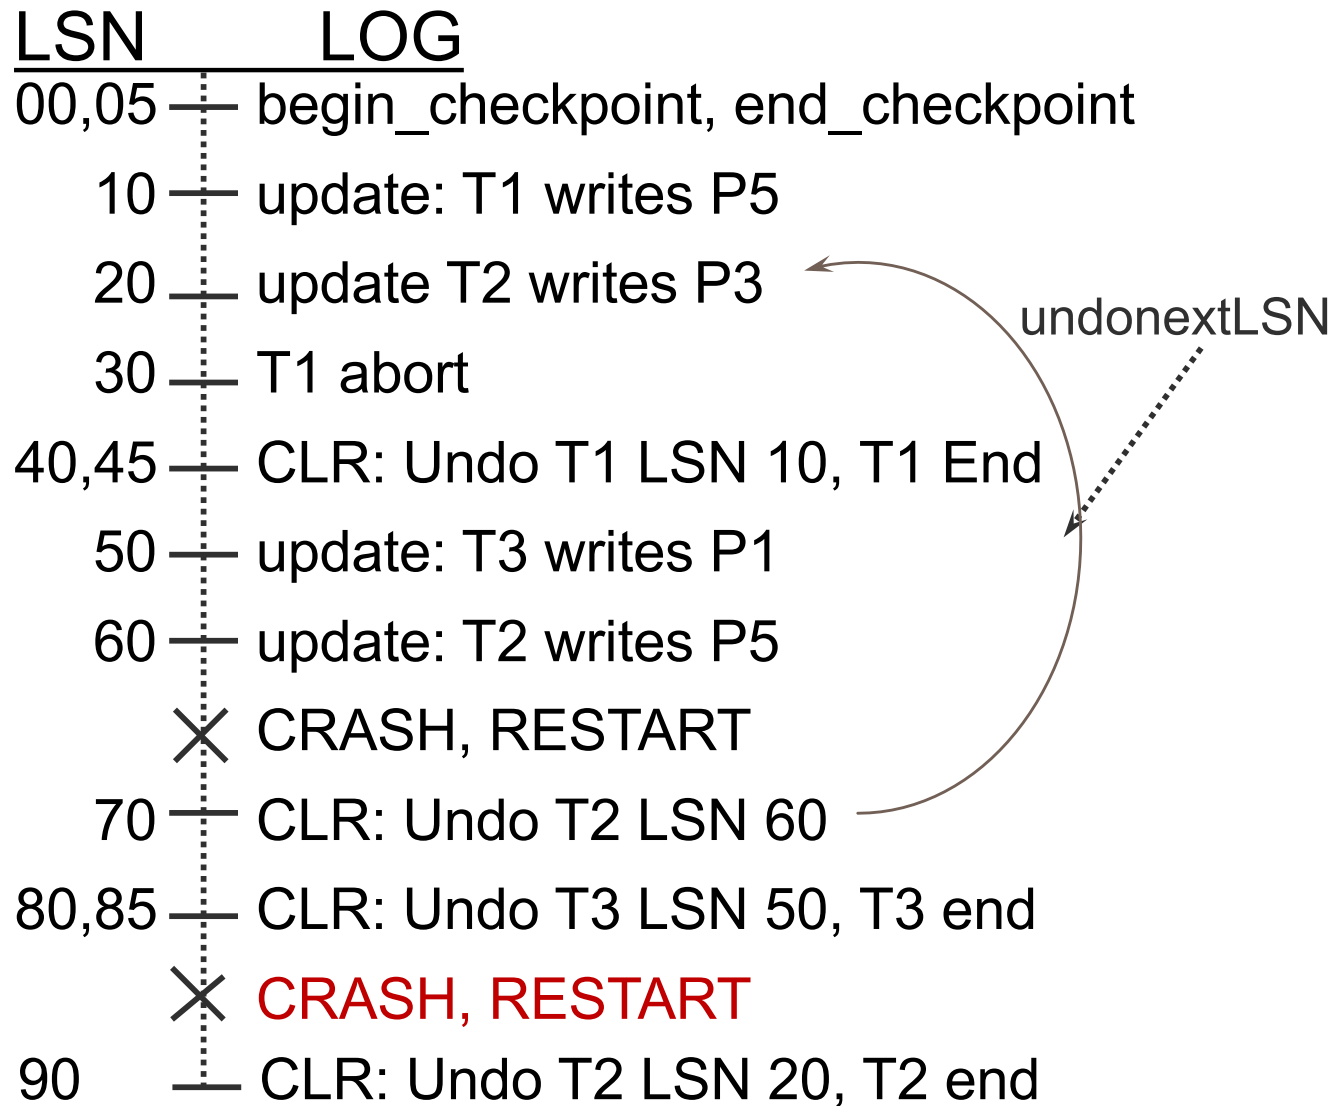 LSN LOG
00,05 begin_checkpoint, end_checkpoint
10 update: T1 writes P5
20 update T2 writes P3
undonextLSN
30 T1 abort
40,45 CLR: Undo T1 LSN 10, T1 End
50 update: T3 writes P1
60 update: T2 writes P5
CRASH, RESTART
70 CLR: Undo T2 LSN 60
80,85 CLR: Undo T3 LSN 50, T3 end
CRASH, RESTART
90 CLR: Undo T2 LSN 20, T2 end